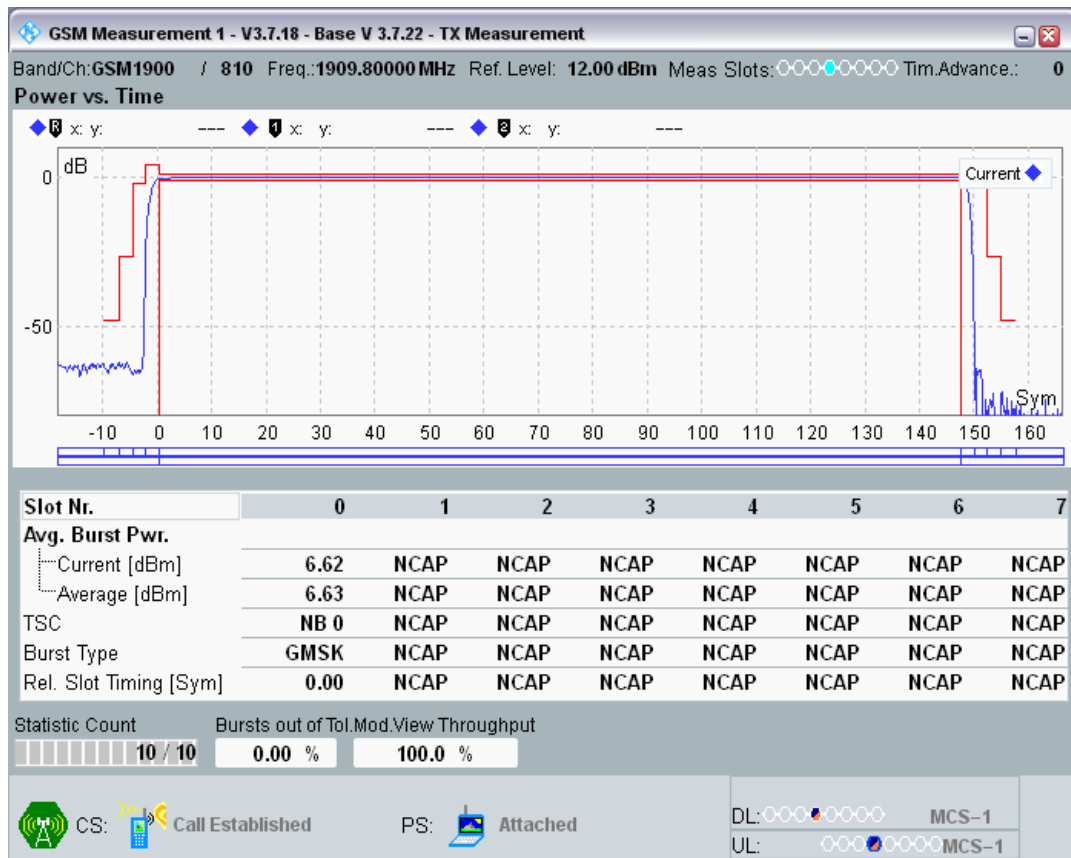 GSM Measurement 1 - V3.7.18 - Base V 3.7.22 - TX Measurement
Band/Ch:GSM1900 / 810 Freq.:1909.80000 MHz Ref. Level: 12.00 dBm Meas Slots: Tim.Advance.: 0
Power vs. Time
R x: y: --- 1 x: y: --- 2 x: y: ---
dB
Current
0
-50
Sym
-10 0 10 20 30 40 50 60 70 80 90 100 110 120 130 140 150 160
Slot Nr. 0 1 2 3 4 5 6 7
Avg. Burst Pwr.
Current [dBm] 6.62 NCAP NCAP NCAP NCAP NCAP NCAP NCAP
Average [dBm] 6.63 NCAP NCAP NCAP NCAP NCAP NCAP NCAP
TSC NB 0 NCAP NCAP NCAP NCAP NCAP NCAP NCAP
Burst Type GMSK NCAP NCAP NCAP NCAP NCAP NCAP NCAP
Rel. Slot Timing [Sym] 0.00 NCAP NCAP NCAP NCAP NCAP NCAP NCAP
Statistic Count Bursts out of Tol.Mod.View Throughput
10 / 10 0.00 % 100.0 %
CS: Call Established PS: Attached
DL: MCS-1
UL: MCS-1